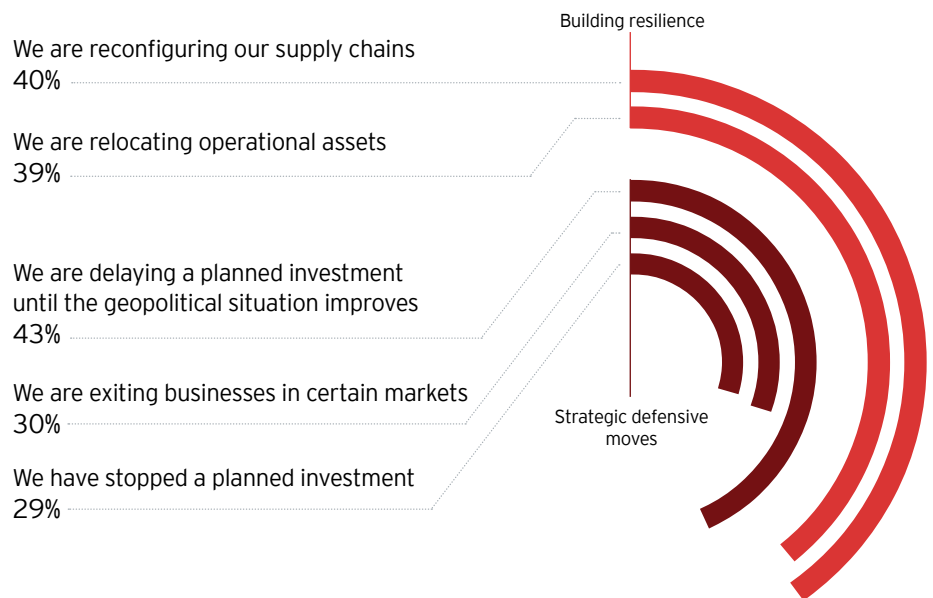 Building resilience
We are reconfiguring our supply chains
40%
We are relocating operational assets
39%
We are delaying a planned investment
until the geopolitical situation improves
43%
We are exiting businesses in certain markets
30%
Strategic defensive
moves
We have stopped a planned investment
29%